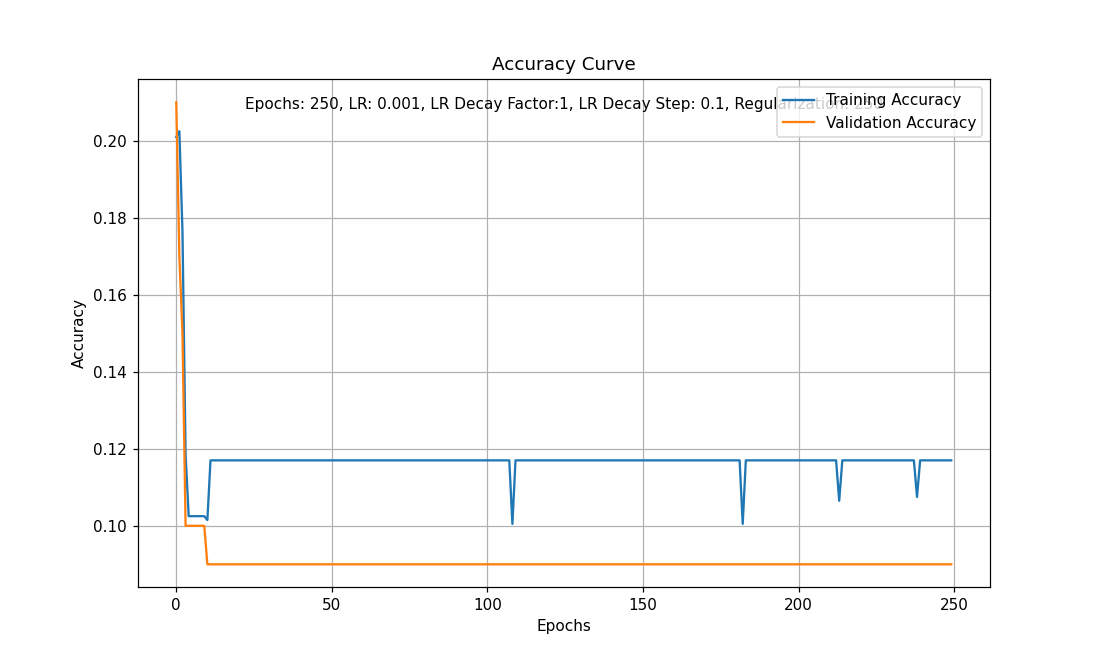 Accuracy Curve
Epochs: 250, LR: 0.001, LR Decay Factor:1, LR Decay Step: 0.1, Regularization:
Training Accuracy
Validation Accuracy
Accuracy
0.20
0.18
0.16
0.14
0.12
0.10
0 50 100 150 200 250
Epochs